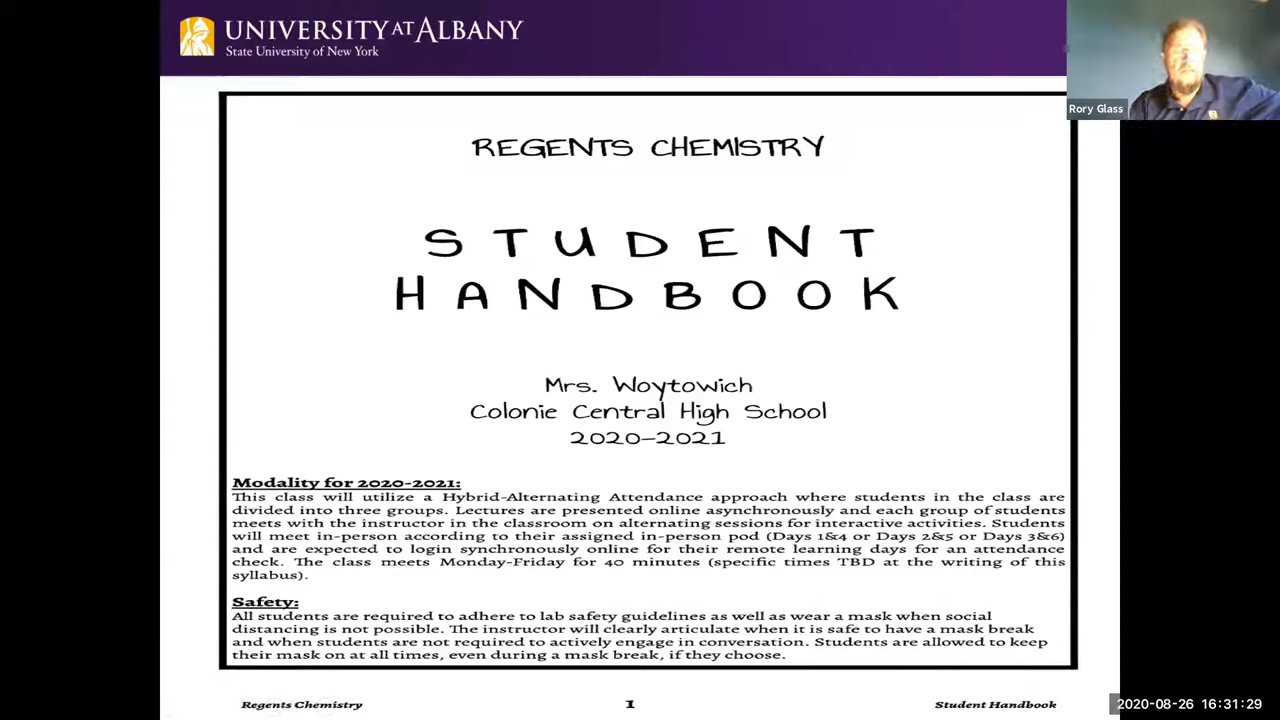 UNIVERSITY AT ALBANY
State University of New York
Rory Glass
REGENTS CHEMISTRY
STUDENT
HANDBOOK
Mrs. Woytowich
Colonie Central High School
2020-2021
Modality for 2020-2021:
This class will utilize a Hybrid-Alternating Attendance approach where students in the class are
divided into three groups. Lectures are presented online asynchronously and each group of students
meets with the instructor in the classroom on alternating sessions for interactive activities. Students
will meet in-person according to their assigned in-person pod (Days 1&4 or Days 2&5 or Days 3&6)
and are expected to login synchronously online for their remote learning days for an attendance
check. The class meets Monday-Friday for 40 minutes (specific times TBD at the writing of this
syllabus).
Safety:
All students are required to adhere to lab safety guidelines as well as wear a mask when social
distancing is not possible. The instructor will clearly articulate when it is safe to have a mask break
and when students are not required to actively engage in conversation. Students are allowed to keep
their mask on at all times, even during a mask break, if they choose.
Regents Chemistry
1
Student Handbook
2020-08-26 16:31:29